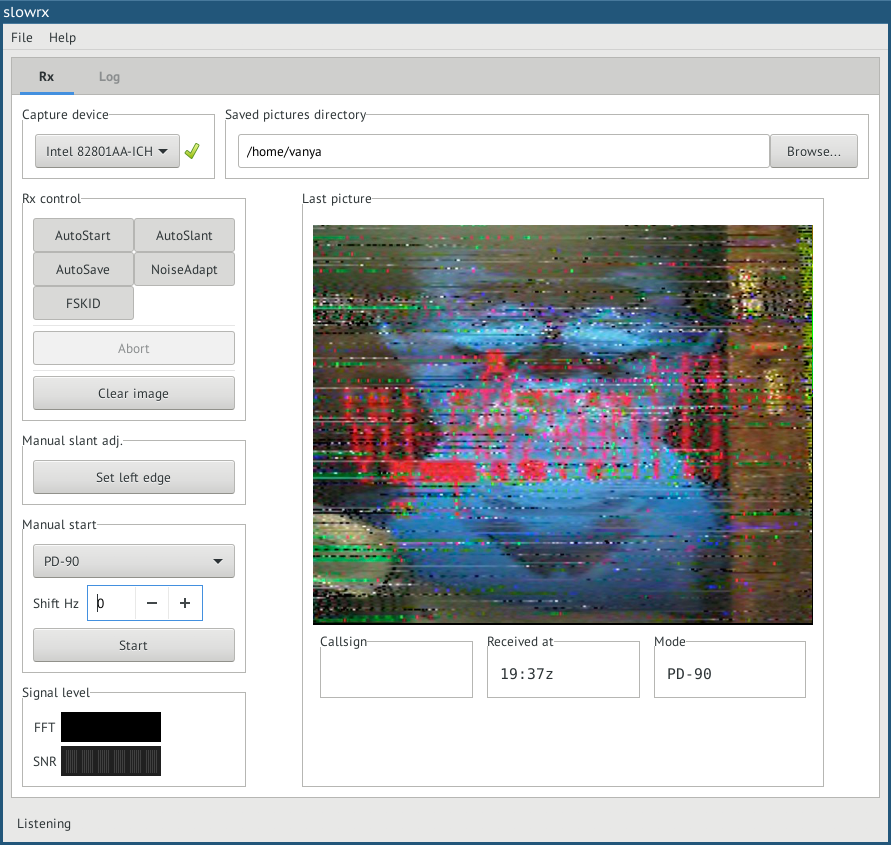 slowrx
File Help
Rx Log
Capture device
Intel 82801AA-ICH
Saved pictures directory
/home/vanya
Browse...
Rx control
AutoStart AutoSlant
AutoSave NoiseAdapt
FSKID
Abort
Clear image
Manual slant adj.
Set left edge
Manual start
PD-90
Shift Hz 0
Start
Signal level
FFT
SNR
Last picture
Callsign
Received at
19:37z
Mode
PD-90
Listening